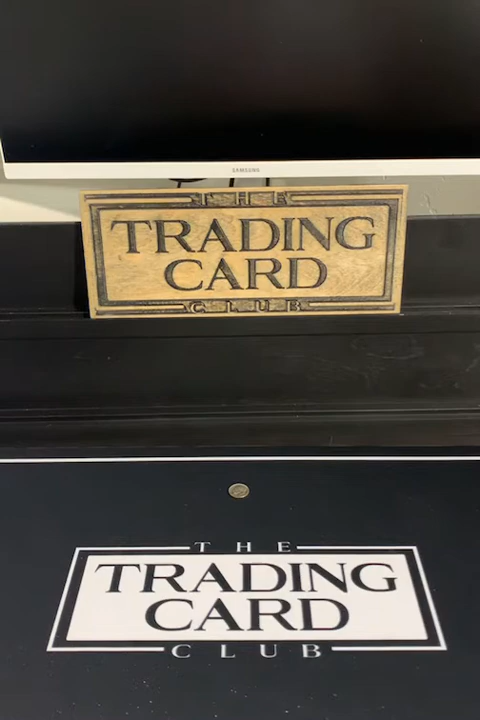 SAMSUNG
THE
TRADING
CARD
CLUB
THE
TRADING
CARD
CLUB